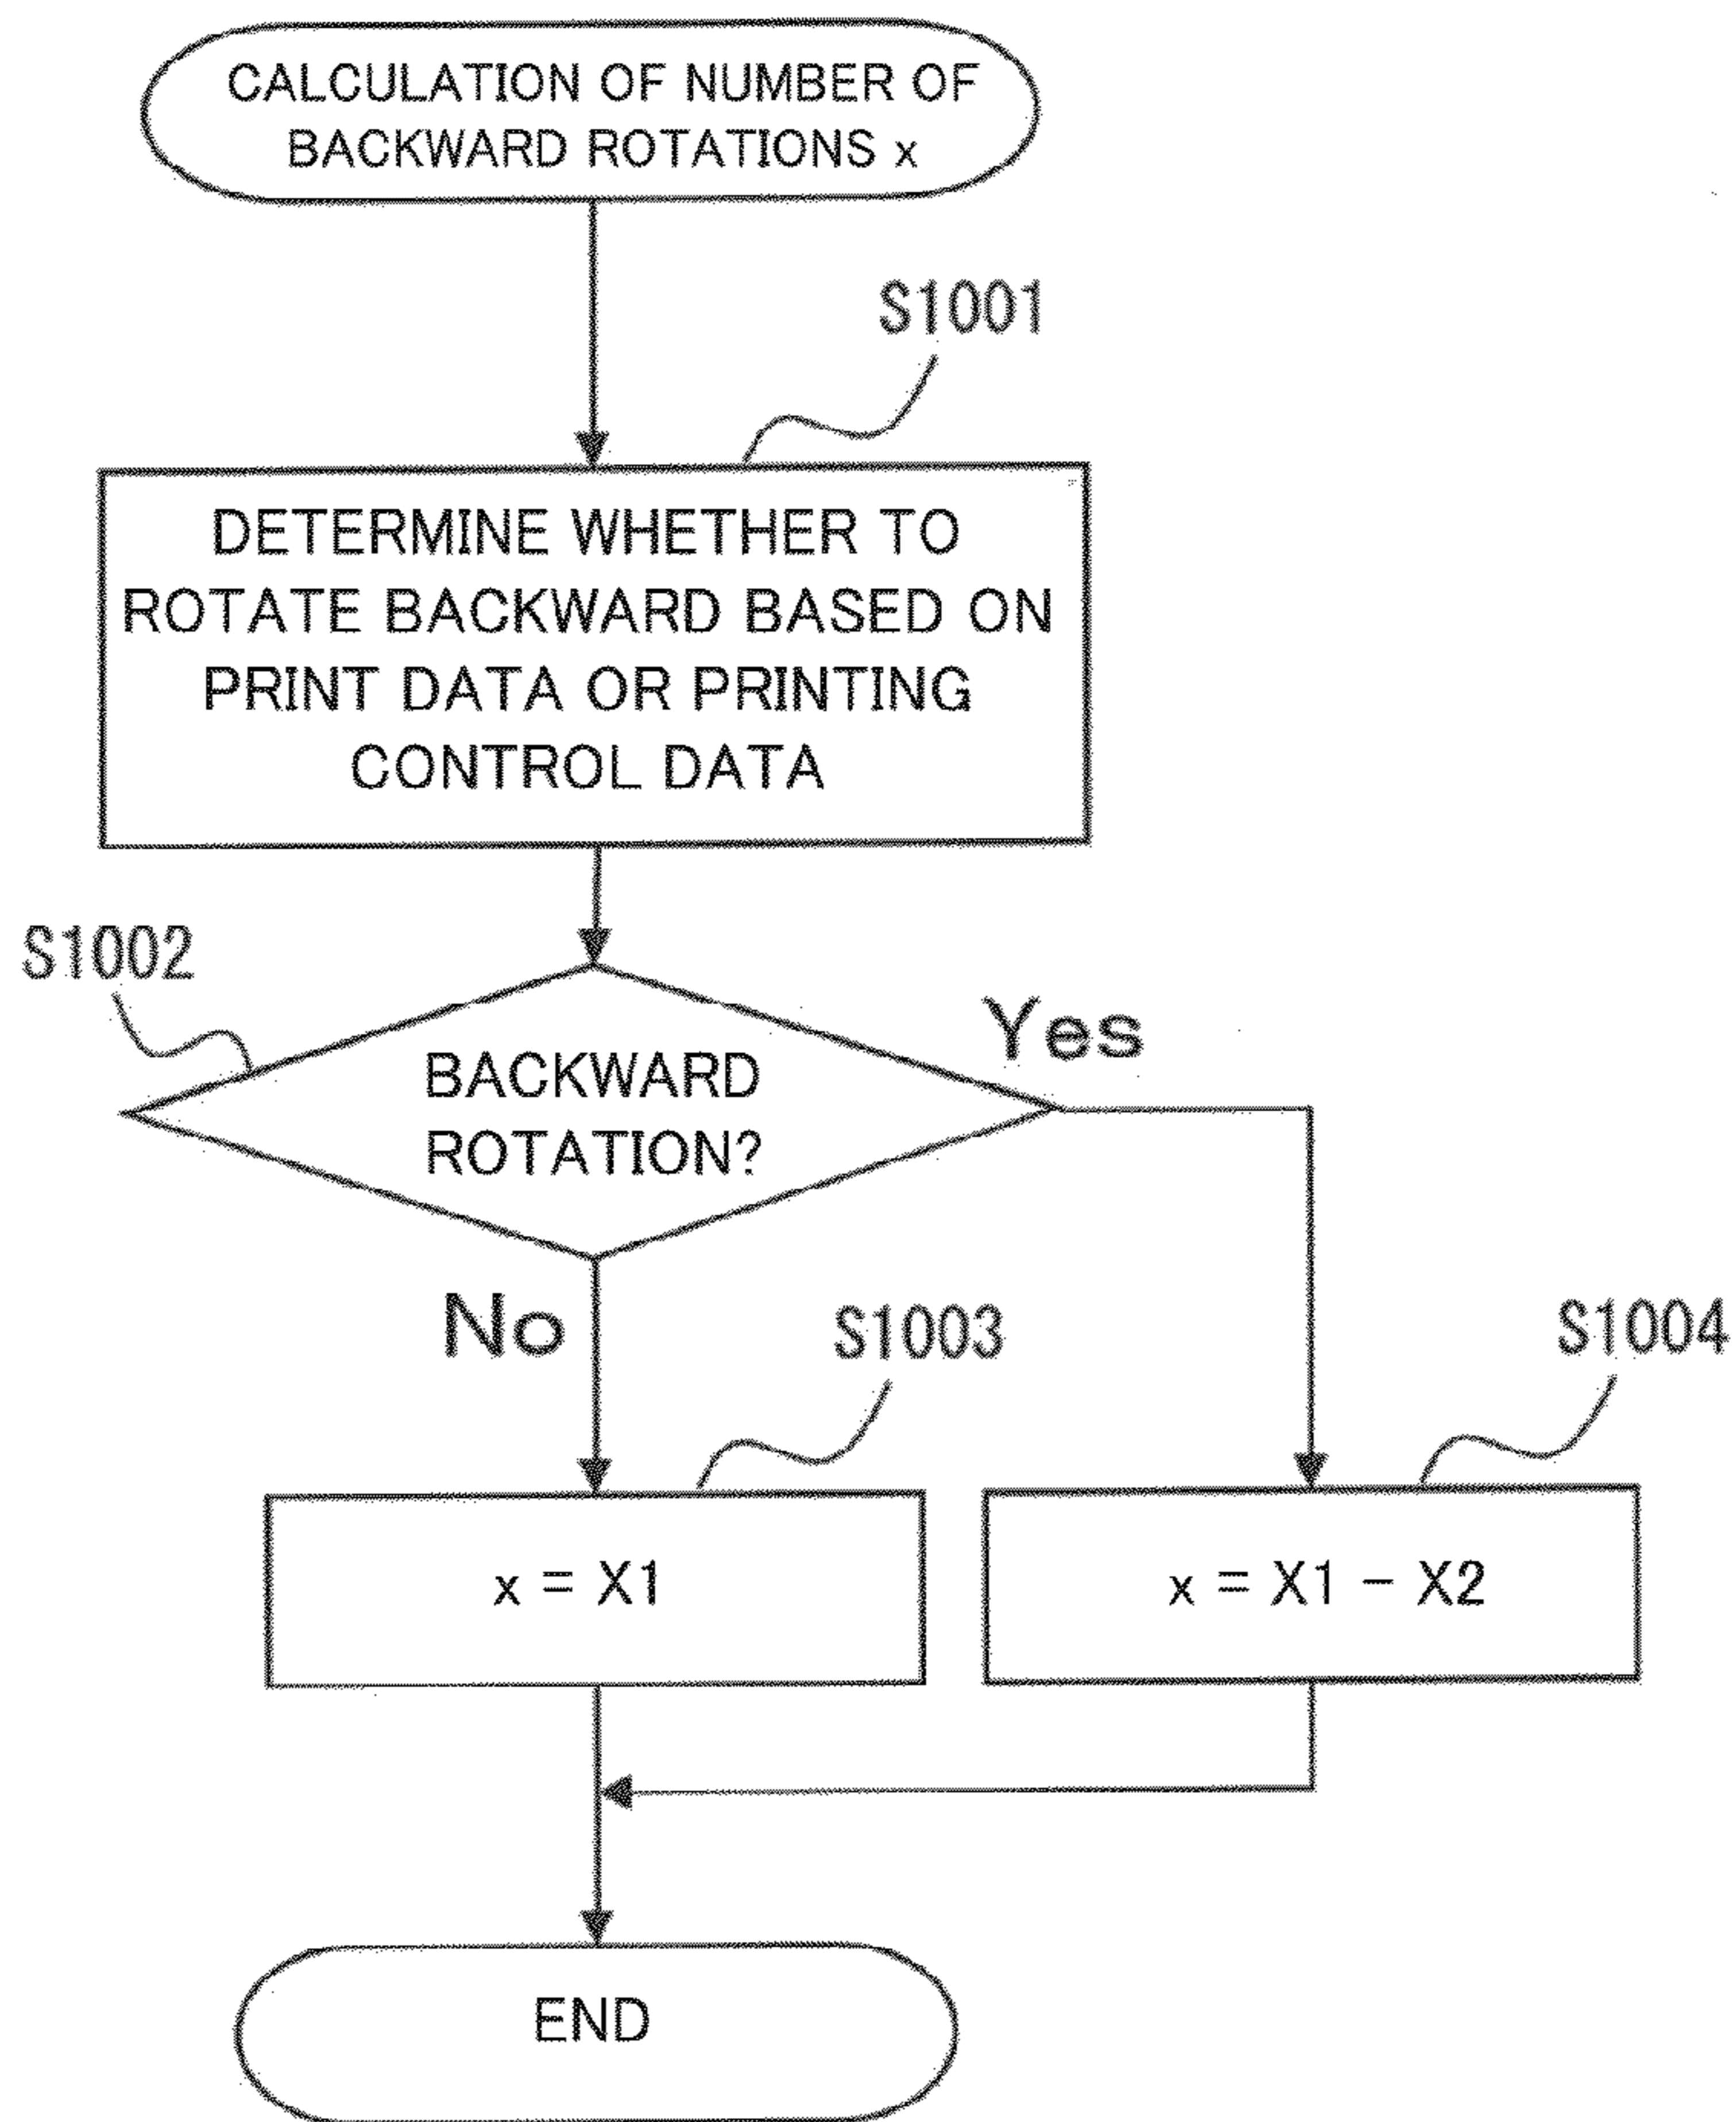 CALCULATION OF NUMBER OF
BACKWARD ROTATIONS x
S1001
DETERMINE WHETHER TO
ROTATE BACKWARD BASED ON
PRINT DATA OR PRINTING
CONTROL DATA
S1002
Yes
BACKWARD
ROTATION?
No
S1003
S1004
x = X1
x = X1 − X2
END